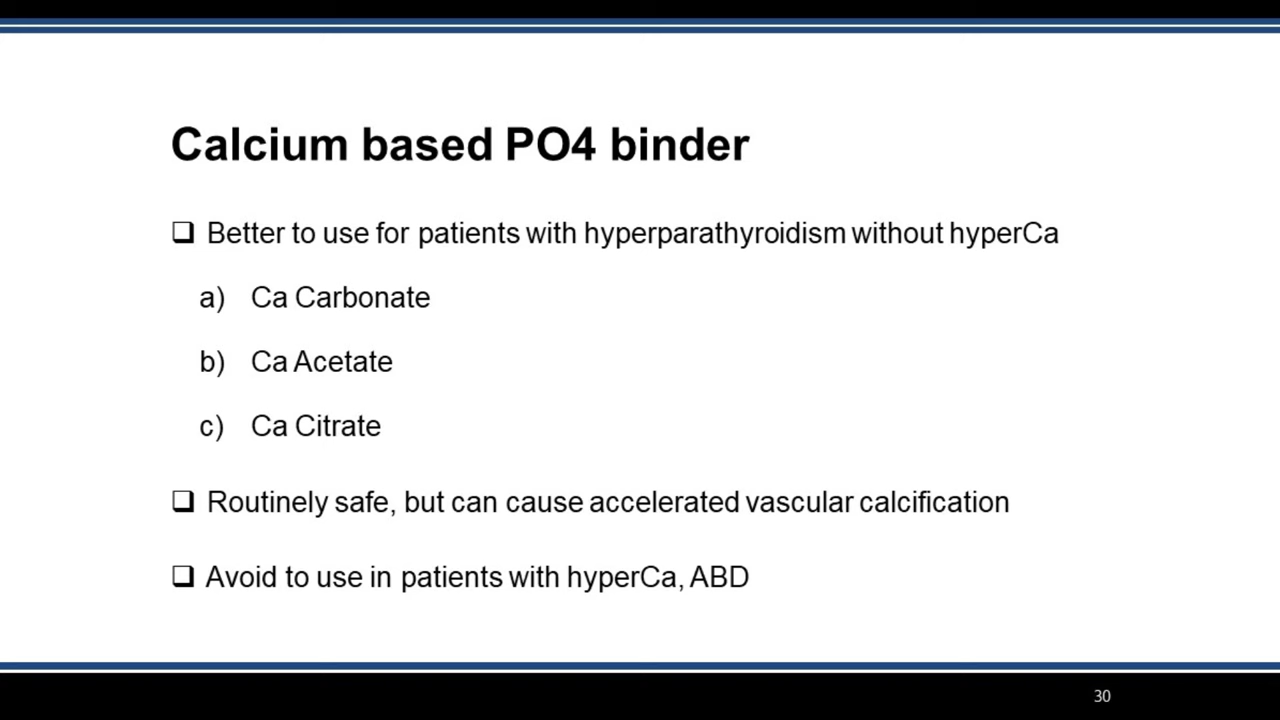 Calcium based PO4 binder
❑ Better to use for patients with hyperparathyroidism without hyperCa
a) Ca Carbonate
b) Ca Acetate
c) Ca Citrate
❑ Routinely safe, but can cause accelerated vascular calcification
❑ Avoid to use in patients with hyperCa, ABD
30